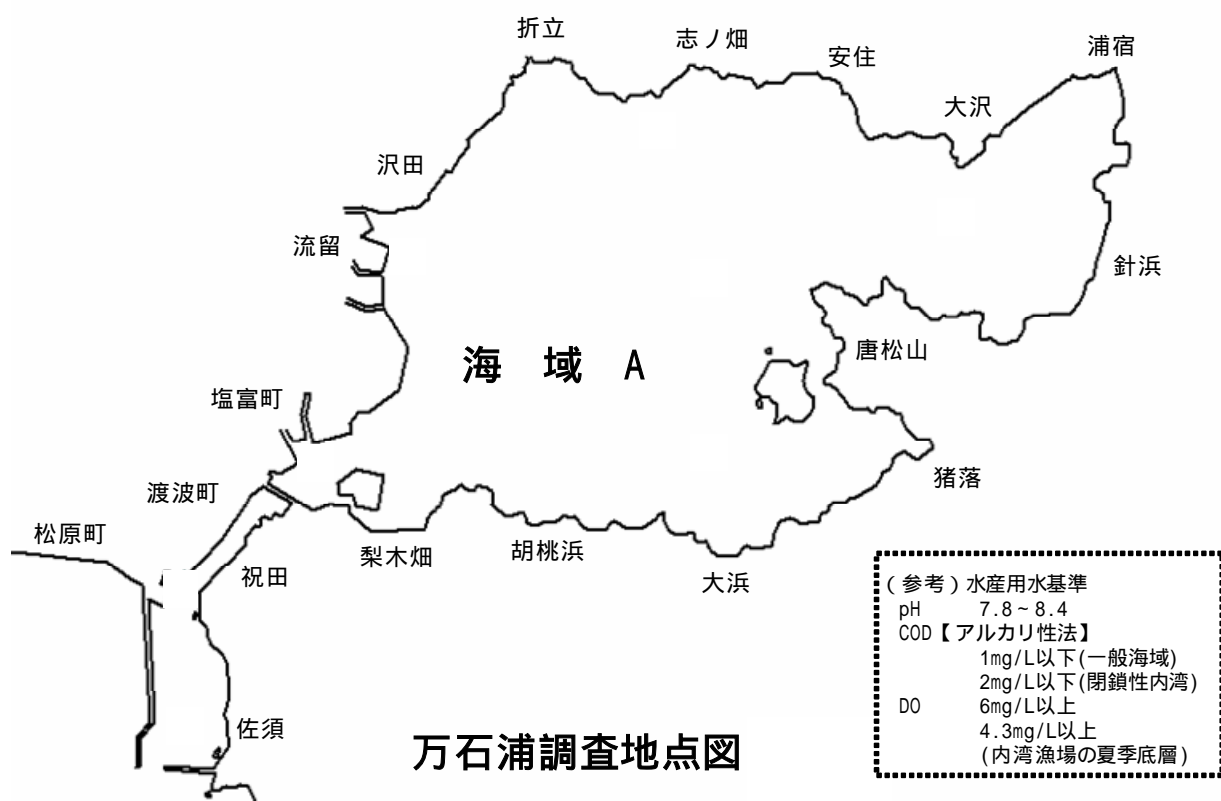 折立
志ノ畑
安住
浦宿
大沢
沢田
流留
針浜
唐松山
海域A
塩富町
猪落
渡波町
松原町
梨木畑
胡桃浜
祝田
大浜
佐須
万石浦調査地点図
(参考)水産用水基準
pH 7.8~8.4
COD【アルカリ性法】
1mg/L以下(一般海域)
2mg/L以下(閉鎖性内湾)
DO 6mg/L以上
4.3mg/L以上
(内湾漁場の夏季底層)